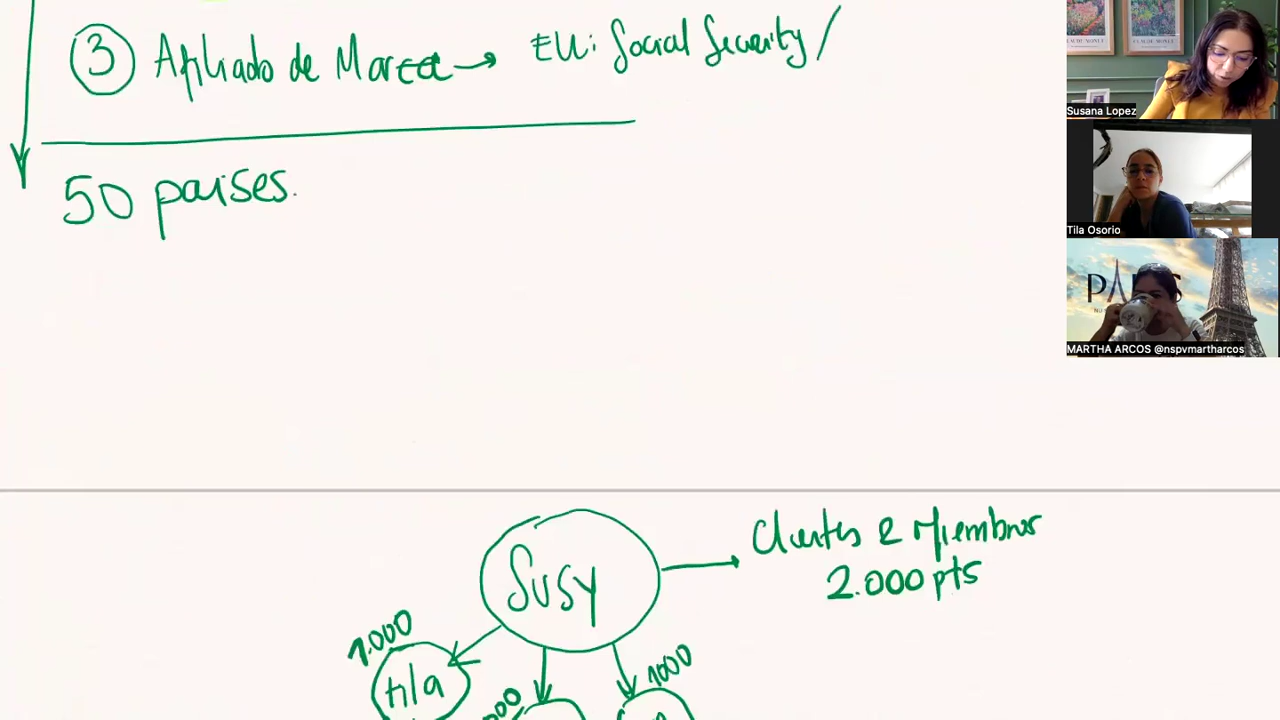 ③ Afiliado de Marca → EU: Social Security /
50 paises.
Susy → Clientes & Miembros
2.000 pts
1.000
tila
1000
Susana Lopez
Tila Osorio
MARTHA ARCOS @nspvmartharcos